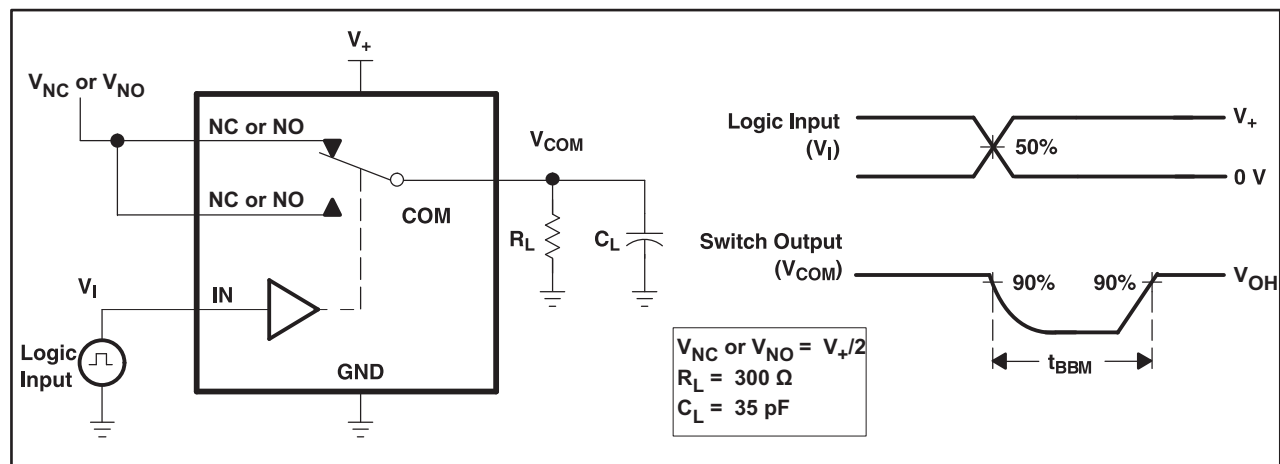 V+
VNC or VNO
NC or NO
VCOM
NC or NO
COM
RL
CL
VI
IN
Logic
Input
GND
VNC or VNO = V+/2
RL = 300 Ω
CL = 35 pF
Logic Input
(VI)
V+
50%
0 V
Switch Output
(VCOM)
90%
90%
VOH
tBBM